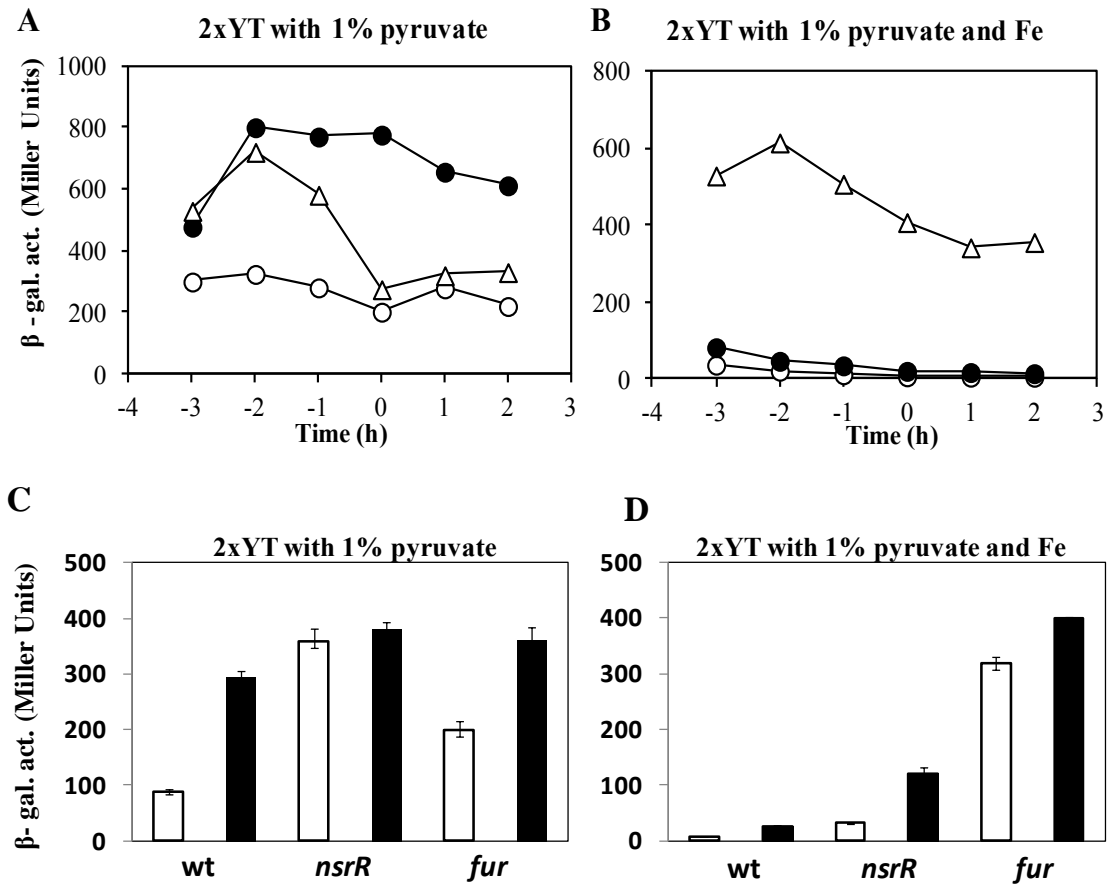 A
2xYT with 1% pyruvate
β - gal. act. (Miller Units)
1000
800
600
400
200
0
-4 -3 -2 -1 0 1 2 3
Time (h)
B
2xYT with 1% pyruvate and Fe
800
600
400
200
0
-4 -3 -2 -1 0 1 2 3
Time (h)
C
2xYT with 1% pyruvate
β- gal. act. (Miller Units)
500
400
300
200
100
0
wt nsrR fur
D
2xYT with 1% pyruvate and Fe
500
400
300
200
100
0
wt nsrR fur